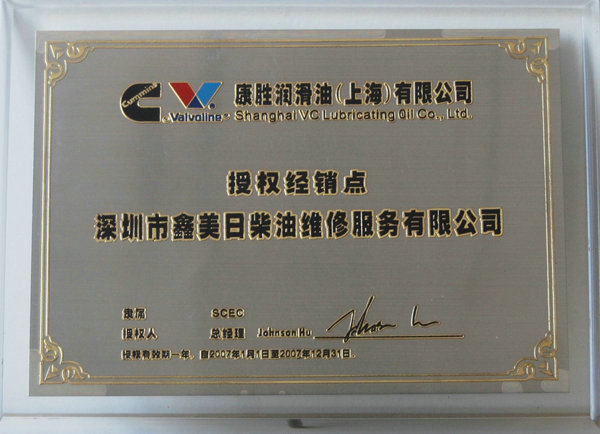 Cummins
Valvoline
康胜润滑油(上海)有限公司
Shanghai VC Lubricating Oil Co., Ltd.
授权经销点
深圳市鑫美日柴油维修服务有限公司
隶属 SCEC
授权人 总经理 Johnson Hu
授权有效期一年, 自2007年1月1日至2007年12月31日.